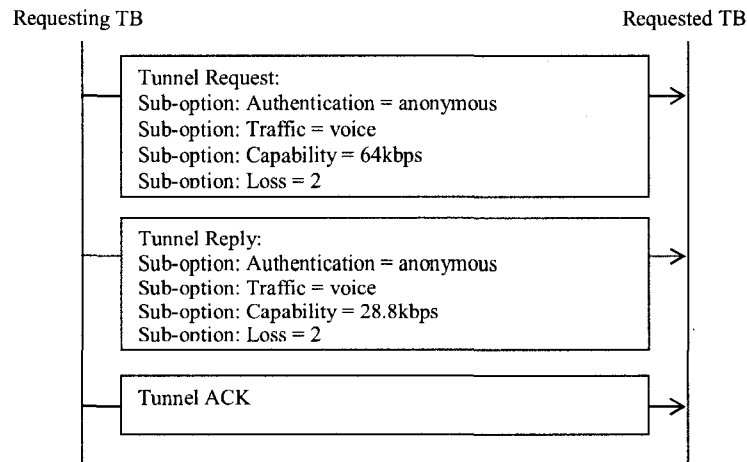 Requesting TB
Requested TB
Tunnel Request:
Sub-option: Authentication = anonymous
Sub-option: Traffic = voice
Sub-option: Capability = 64kbps
Sub-option: Loss = 2
Tunnel Reply:
Sub-option: Authentication = anonymous
Sub-option: Traffic = voice
Sub-option: Capability = 28.8kbps
Sub-option: Loss = 2
Tunnel ACK